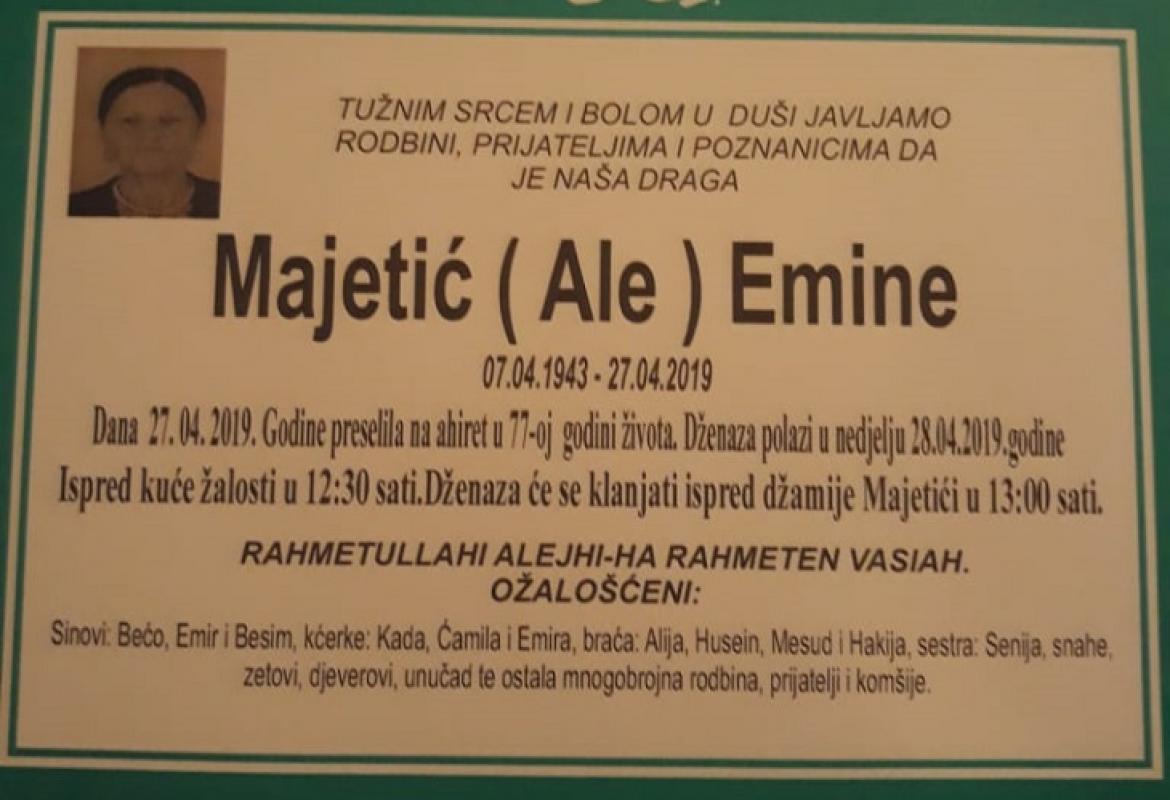 TUŽNIM SRCEM I BOLOM U DUŠI JAVLJAMO
RODBINI, PRIJATELJIMA I POZNANICIMA DA
JE NAŠA DRAGA
Majetić ( Ale ) Emine
07.04.1943 - 27.04.2019
Dana 27. 04. 2019. Godine preselila na ahiret u 77-oj godini života. Dženaza polazi u nedjelju 28.04.2019.godine
Ispred kuće žalosti u 12:30 sati.Dženaza će se klanjati ispred džamije Majetići u 13:00 sati.
RAHMETULLAHI ALEJHI-HA RAHMETEN VASIAH.
OŽALOŠĆENI:
Sinovi: Bećo, Emir i Besim, kćerke: Kada, Ćamila i Emira, braća: Alija, Husein, Mesud i Hakija, sestra: Senija, snahe,
zetovi, djeverovi, unučad te ostala mnogobrojna rodbina, prijatelji i komšije.